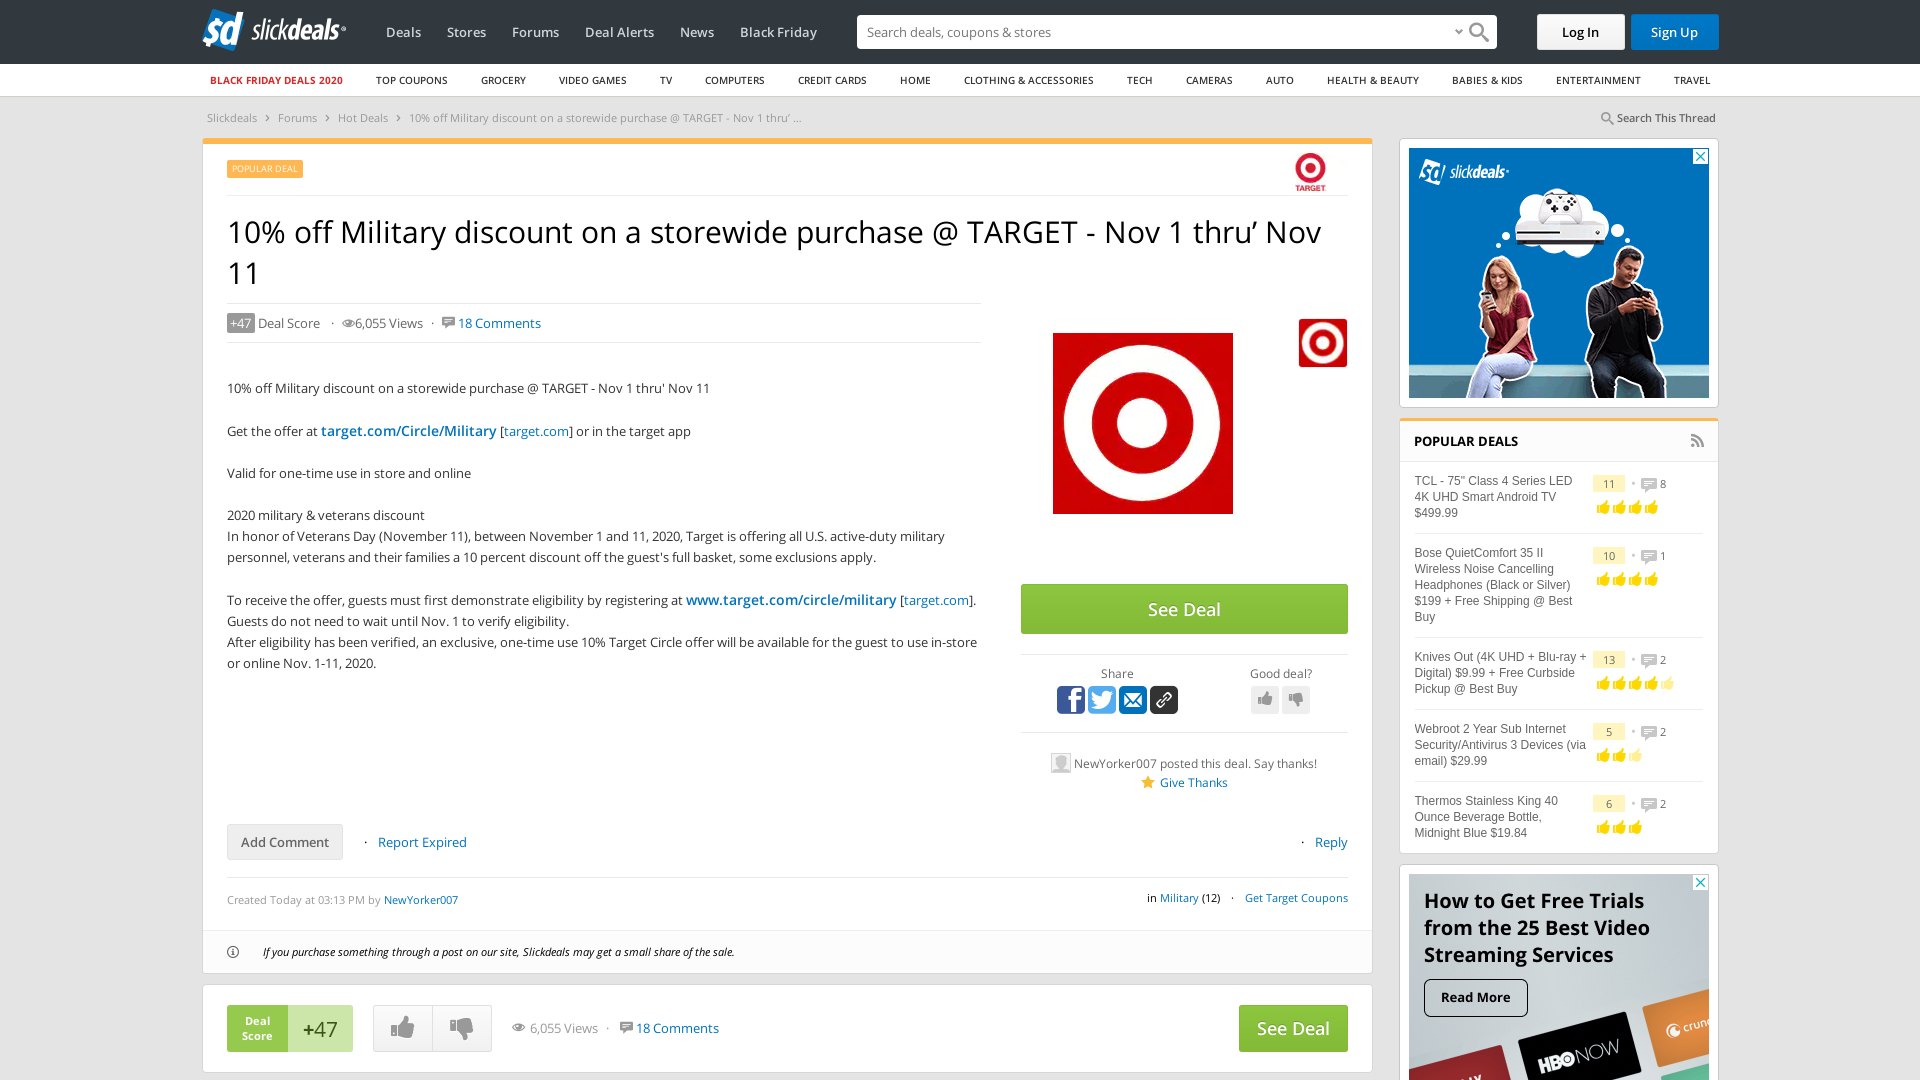 slickdeals
Deals
Stores
Forums
Deal Alerts
News
Black Friday
Search deals, coupons & stores
Log In
Sign Up
BLACK FRIDAY DEALS 2020
TOP COUPONS
GROCERY
VIDEO GAMES
TV
COMPUTERS
CREDIT CARDS
HOME
CLOTHING & ACCESSORIES
TECH
CAMERAS
AUTO
HEALTH & BEAUTY
BABIES & KIDS
ENTERTAINMENT
TRAVEL
Slickdeals › Forums › Hot Deals › 10% off Military discount on a storewide purchase @ TARGET - Nov 1 thru’ ...
Search This Thread
POPULAR DEAL
TARGET
10% off Military discount on a storewide purchase @ TARGET - Nov 1 thru’ Nov
11
+47 Deal Score · 6,055 Views · 18 Comments
10% off Military discount on a storewide purchase @ TARGET - Nov 1 thru' Nov 11
Get the offer at target.com/Circle/Military [target.com] or in the target app
Valid for one-time use in store and online
2020 military & veterans discount
In honor of Veterans Day (November 11), between November 1 and 11, 2020, Target is offering all U.S. active-duty military
personnel, veterans and their families a 10 percent discount off the guest's full basket, some exclusions apply.
To receive the offer, guests must first demonstrate eligibility by registering at www.target.com/circle/military [target.com].
Guests do not need to wait until Nov. 1 to verify eligibility.
After eligibility has been verified, an exclusive, one-time use 10% Target Circle offer will be available for the guest to use in-store
or online Nov. 1-11, 2020.
See Deal
Share
Good deal?
NewYorker007 posted this deal. Say thanks!
Give Thanks
Add Comment
· Report Expired
· Reply
Created Today at 03:13 PM by NewYorker007
in Military (12) · Get Target Coupons
If you purchase something through a post on our site, Slickdeals may get a small share of the sale.
Deal
Score
+47
6,055 Views · 18 Comments
See Deal
slickdeals
POPULAR DEALS
TCL - 75" Class 4 Series LED
4K UHD Smart Android TV
$499.99
11 • 8
Bose QuietComfort 35 II
Wireless Noise Cancelling
Headphones (Black or Silver)
$199 + Free Shipping @ Best
Buy
10 • 1
Knives Out (4K UHD + Blu-ray +
Digital) $9.99 + Free Curbside
Pickup @ Best Buy
13 • 2
Webroot 2 Year Sub Internet
Security/Antivirus 3 Devices (via
email) $29.99
5 • 2
Thermos Stainless King 40
Ounce Beverage Bottle,
Midnight Blue $19.84
6 • 2
How to Get Free Trials
from the 25 Best Video
Streaming Services
Read More
HBO NOW